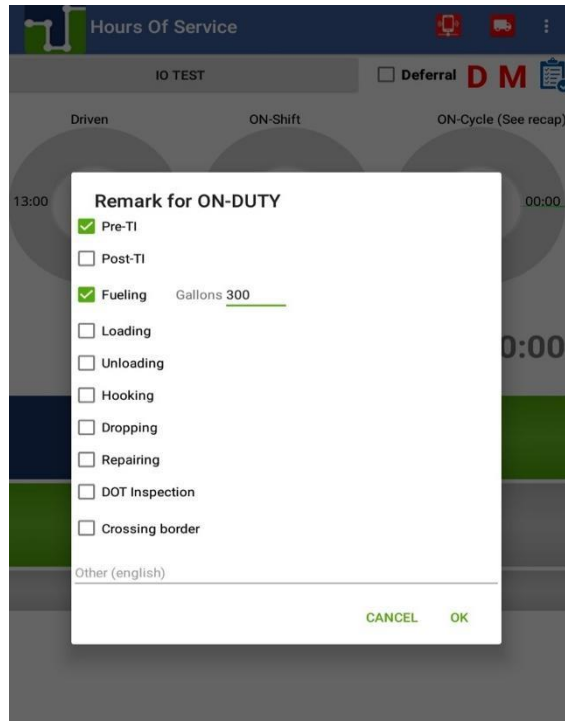 Hours Of Service
IO TEST
Deferral D M
Driven ON-Shift ON-Cycle (See recap)
13:00 00:00
Remark for ON-DUTY
Pre-TI
Post-TI
Fueling Gallons 300
Loading
0:00
Unloading
Hooking
Dropping
Repairing
DOT Inspection
Crossing border
Other (english)
CANCEL OK